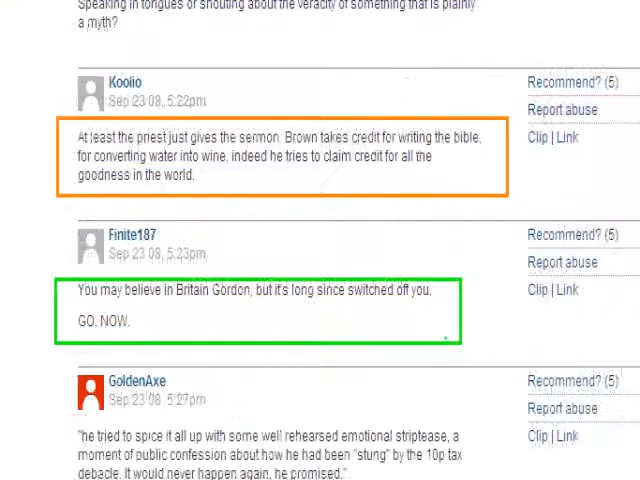 Speaking in tongues or shouting about the veracity of something that is plainly
a myth?
Koolio
Recommend? (5)
Sep 23 08, 5:22pm
Report abuse
At least the priest just gives the sermon. Brown takes credit for writing the bible,
Clip | Link
for converting water into wine, indeed he tries to claim credit for all the
goodness in the world.
Finite187
Recommend? (5)
Sep 23 08, 5:23pm
Report abuse
You may believe in Britain Gordon, but it's long since switched off you.
Clip | Link
GO. NOW.
GoldenAxe
Recommend? (5)
Sep 23 08, 5:27pm
Report abuse
"he tried to spice it all up with some well rehearsed emotional striptease, a
Clip | Link
moment of public confession about how he had been "stung" by the 10p tax
debacle. It would never happen again, he promised."